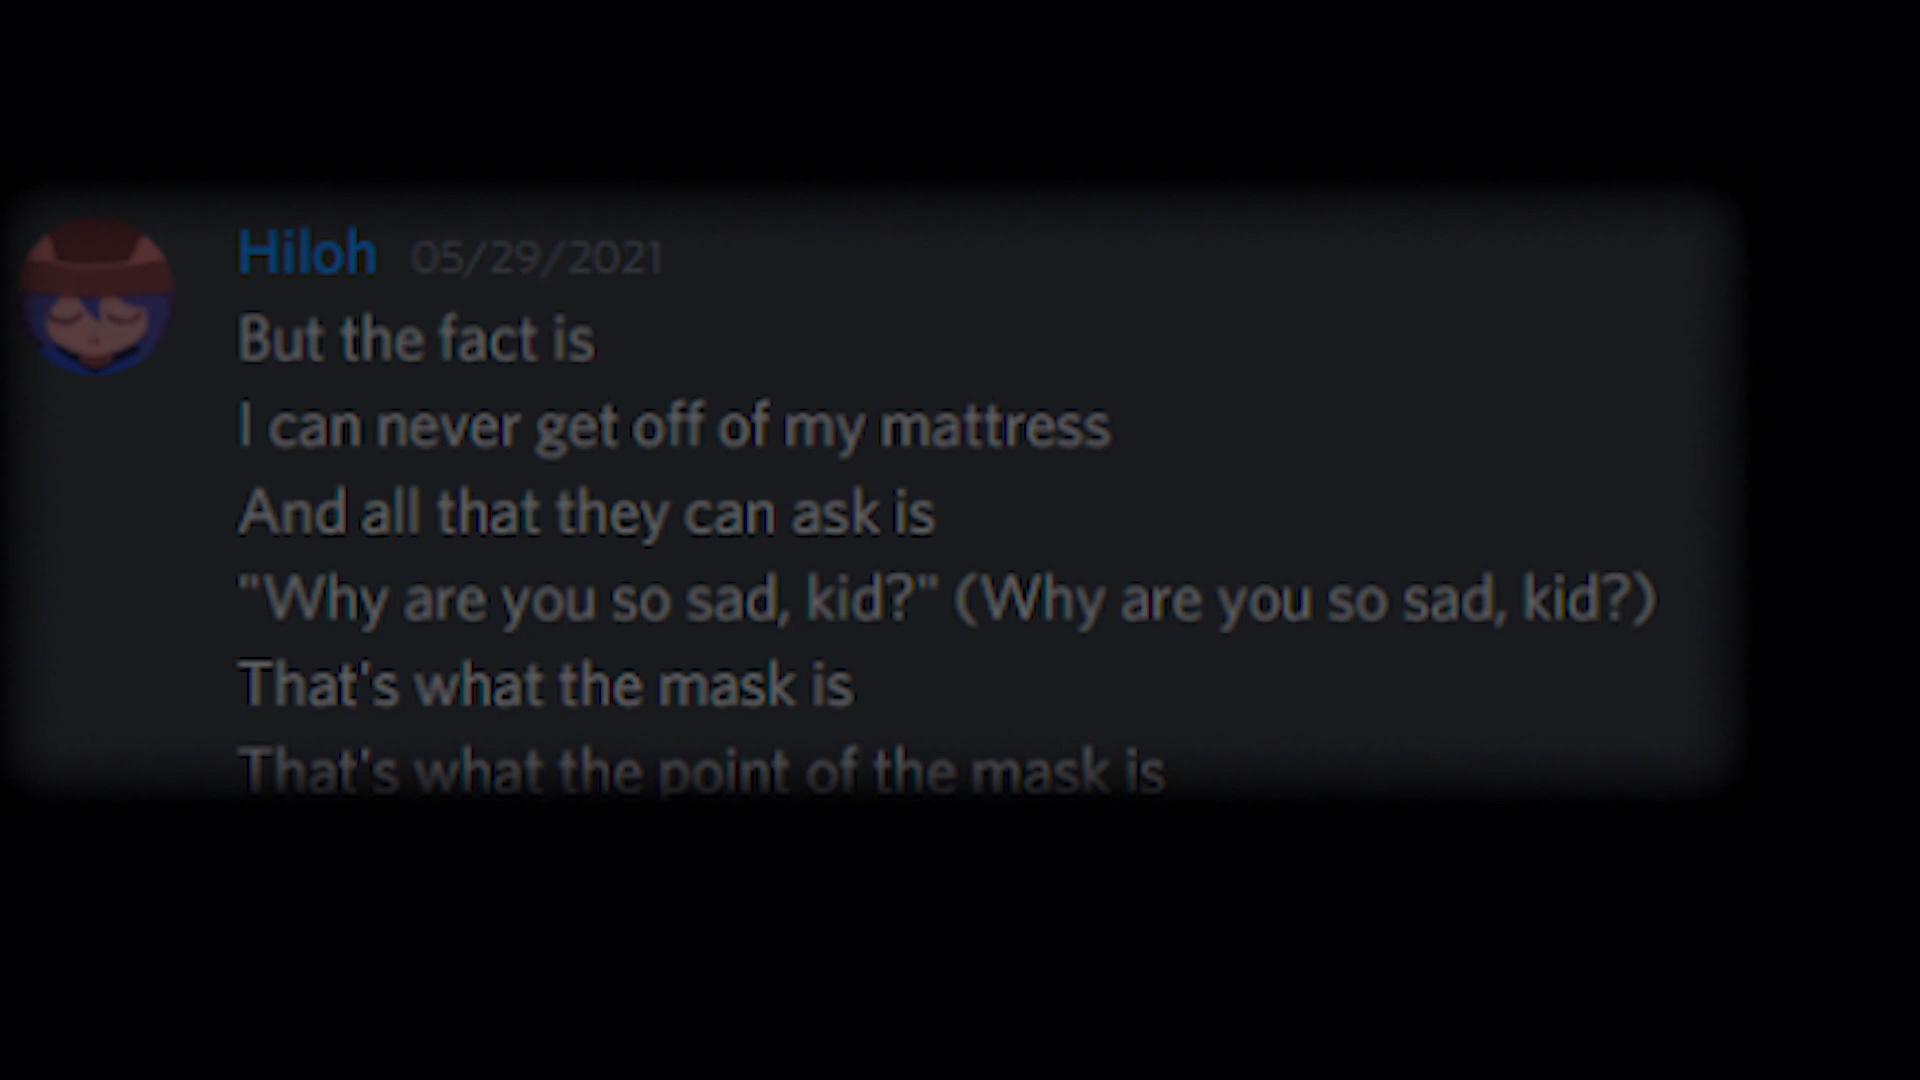 Hiloh 05/29/2021
But the fact is
I can never get off of my mattress
And all that they can ask is
"Why are you so sad, kid?" (Why are you so sad, kid?)
That's what the mask is
That's what the point of the mask is